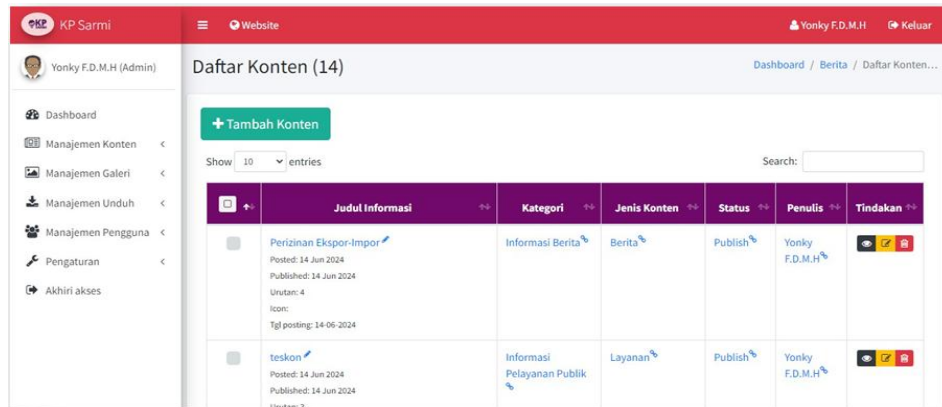 KP KP Sarmi
Website
Yonky F.D.M.H
Keluar
Yonky F.D.M.H (Admin)
Dashboard
Manajemen Konten
Manajemen Galeri
Manajemen Unduh
Manajemen Pengguna
Pengaturan
Akhiri akses
Daftar Konten (14)
Dashboard / Berita / Daftar Konten...
+ Tambah Konten
Show 10 entries
Search:
Judul Informasi Kategori Jenis Konten Status Penulis Tindakan
Perizinan Ekspor-Impor
Posted: 14 Jun 2024
Published: 14 Jun 2024
Urutan: 4
Icon:
Tgl posting: 14-06-2024
Informasi Berita
Berita
Publish
Yonky
F.D.M.H
teskon
Posted: 14 Jun 2024
Published: 14 Jun 2024
Informasi
Pelayanan Publik
Layanan
Publish
Yonky
F.D.M.H